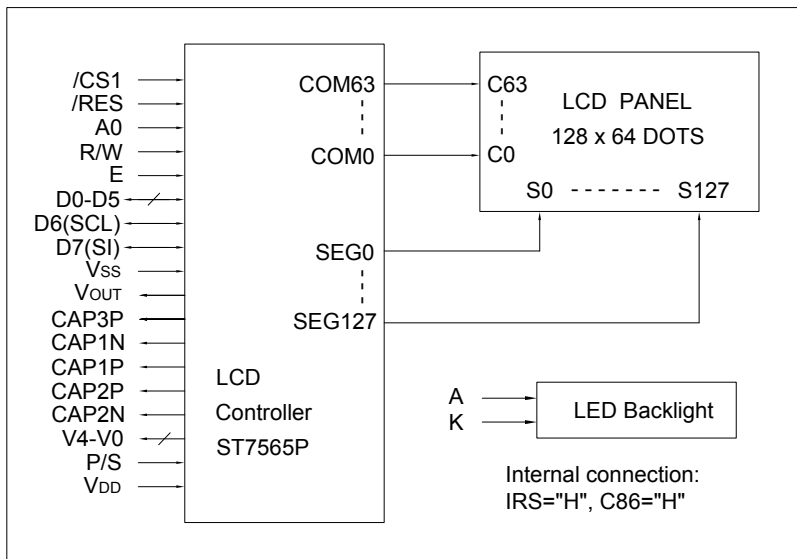 /CS1
/RES
A0
R/W
E
D0-D5
D6(SCL)
D7(SI)
VSS
VOUT
CAP3P
CAP1N
CAP1P
CAP2P
CAP2N
V4-V0
P/S
VDD
COM63
COM0
SEG0
SEG127
LCD
Controller
ST7565P
C63
C0
LCD PANEL
128 x 64 DOTS
S0 S127
A
K
LED Backlight
Internal connection:
IRS="H", C86="H"